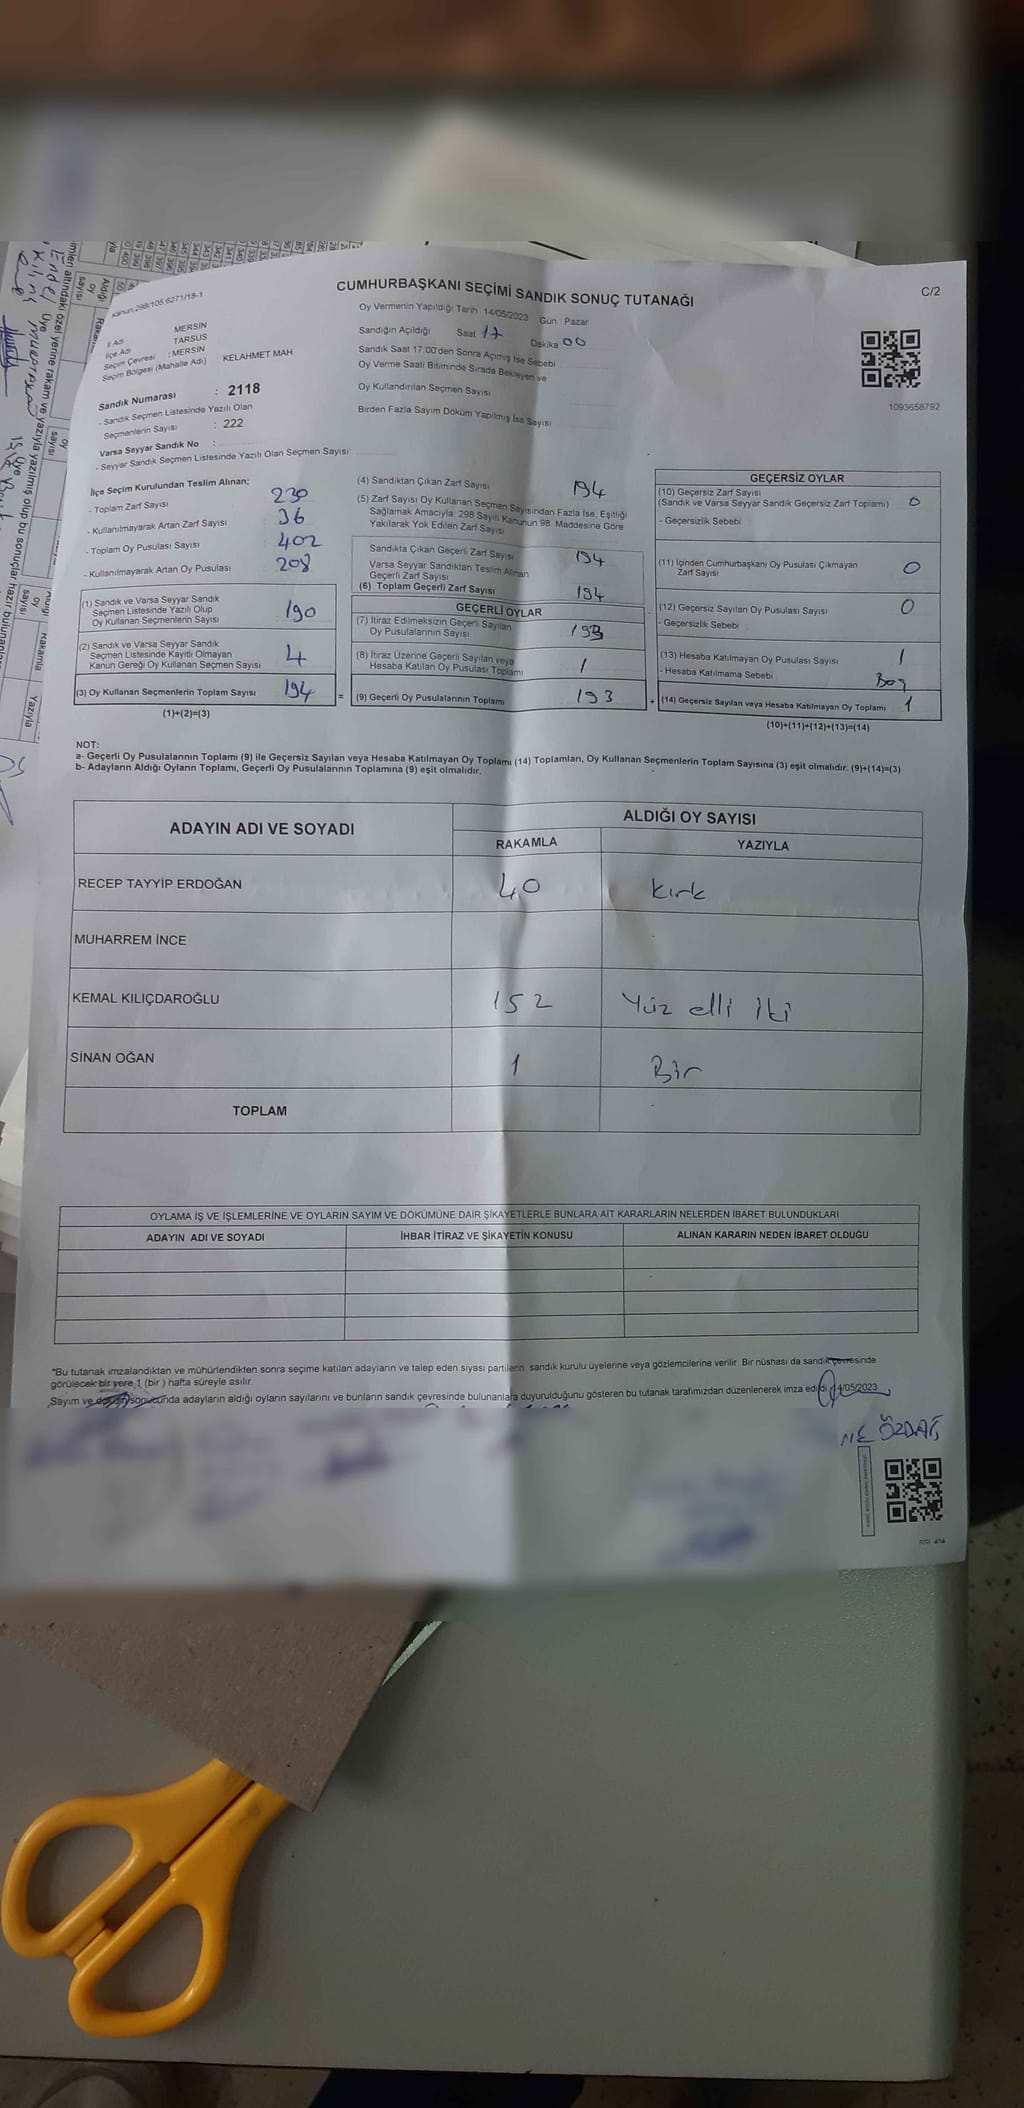 CUMHURBAŞKANI SEÇİMİ SANDIK SONUÇ TUTANAĞI
C/2
Kanun 298/105,6271/18-1
1093658792
İl Adı MERSİN
İlçe Adı TARSUS
Seçim Çevresi : MERSİN
Seçim Bölgesi (Mahalle Adı) : KELAHMET MAH
Sandık Numarası : 2118
- Sandık Seçmen Listesinde Yazılı Olan
Seçmenlerin Sayısı : 222
Varsa Seyyar Sandık No :
- Seyyar Sandık Seçmen Listesinde Yazılı Olan Seçmen Sayısı:
Oy Vermenin Yapıldığı Tarih 14/05/2023 Gün Pazar
Sandığın Açıldığı Saat 17 Dakika 00
Sandık Saat 17:00'den Sonra Açımış İse Sebebi
Oy Verme Saati Bitiminde Sırada Bekleyen ve
Oy Kullandırılan Seçmen Sayısı
Birden Fazla Sayım Döküm Yapılmış İse Sayısı
İlçe Seçim Kurulundan Teslim Alınan;
- Toplam Zarf Sayısı 230
- Kullanılmayarak Artan Zarf Sayısı 36
- Toplam Oy Pusulası Sayısı 402
- Kullanılmayarak Artan Oy Pusulası 208
(1) Sandık ve Varsa Seyyar Sandık
Seçmen Listesinde Yazılı Olup
Oy Kullanan Seçmenlerin Sayısı 190
(2) Sandık ve Varsa Seyyar Sandık
Seçmen Listesinde Kayıtlı Olmayan
Kanun Gereği Oy Kullanan Seçmen Sayısı 4
(3) Oy Kullanan Seçmenlerin Toplam Sayısı 194 =
(1)+(2)=(3)
(4) Sandıktan Çıkan Zarf Sayısı 194
(5) Zarf Sayısı Oy Kullanan Seçmen Sayısından Fazla İse, Eşitliği
Sağlamak Amacıyla, 298 Sayılı Kanunun 98. Maddesine Göre
Yakılarak Yok Edilen Zarf Sayısı
Sandıkta Çıkan Geçerli Zarf Sayısı 194
Varsa Seyyar Sandıktan Teslim Alınan
Geçerli Zarf Sayısı
(6) Toplam Geçerli Zarf Sayısı 194
GEÇERLİ OYLAR
(7) İtiraz Edilmeksizin Geçerli Sayılan
Oy Pusulalarının Sayısı 193
(8) İtiraz Üzerine Geçerli Sayılan veya
Hesaba Katılan Oy Pusulası Toplamı 1
(9) Geçerli Oy Pusulalarının Toplamı 193 +
GEÇERSİZ OYLAR
(10) Geçersiz Zarf Sayısı
(Sandık ve Varsa Seyyar Sandık Geçersiz Zarf Toplamı) 0
- Geçersizlik Sebebi
(11) İçinden Cumhurbaşkanı Oy Pusulası Çıkmayan
Zarf Sayısı 0
(12) Geçersiz Sayılan Oy Pusulası Sayısı 0
- Geçersizlik Sebebi
(13) Hesaba Katılmayan Oy Pusulası Sayısı 1
- Hesaba Katılmama Sebebi Boş
(14) Geçersiz Sayılan veya Hesaba Katılmayan Oy Toplamı 1
(10)+(11)+(12)+(13)=(14)
NOT:
a- Geçerli Oy Pusulalarının Toplamı (9) ile Geçersiz Sayılan veya Hesaba Katılmayan Oy Toplamı (14) Toplamları, Oy Kullanan Seçmenlerin Toplam Sayısına (3) eşit olmalıdır. (9)+(14)=(3)
b- Adayların Aldığı Oyların Toplamı, Geçerli Oy Pusulalarının Toplamına (9) eşit olmalıdır.
ADAYIN ADI VE SOYADI
ALDIĞI OY SAYISI
RAKAMLA YAZIYLA
RECEP TAYYİP ERDOĞAN 40 kırk
MUHARREM İNCE
KEMAL KILIÇDAROĞLU 152 Yüz elli iki
SİNAN OĞAN 1 Bir
TOPLAM
OYLAMA İŞ VE İŞLEMLERİNE VE OYLARIN SAYIM VE DÖKÜMÜNE DAİR ŞİKAYETLERLE BUNLARA AİT KARARLARIN NELERDEN İBARET BULUNDUKLARI
ADAYIN ADI VE SOYADI İHBAR İTİRAZ VE ŞİKAYETİN KONUSU ALINAN KARARIN NEDEN İBARET OLDUĞU
*Bu tutanak imzalandıktan ve mühürlendikten sonra seçime katılan adayların ve talep eden siyasi partilerin sandık kurulu üyelerine veya gözlemcilerine verilir. Bir nüshası da sandık çevresinde
görülecek bir yere 1 (bir ) hafta süreyle asılır.
Sayım ve döküm sonucunda adayların aldığı oyların sayılarını ve bunların sandık çevresinde bulunanlara duyurulduğunu gösteren bu tutanak tarafımızdan düzenlenerek imza edildi. 14/05/2023
ÖZDAĞ